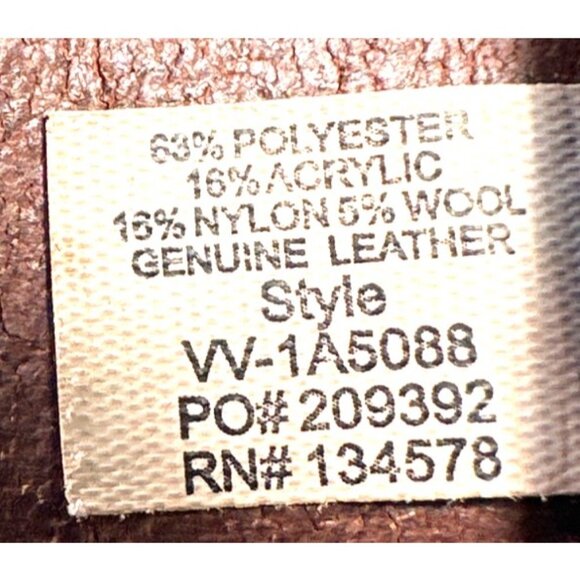 63% POLYESTER
16% ACRYLIC
16% NYLON 5% WOOL
GENUINE LEATHER
Style
VV-1A5088
PO# 209392
RN# 134578